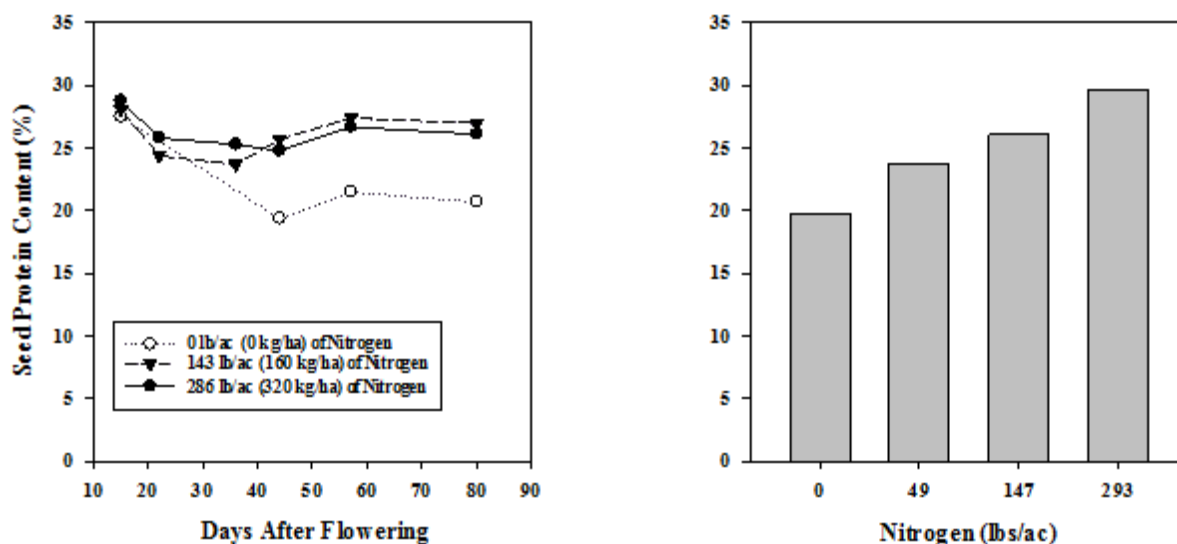 35
30
25
20
15
10
5
0
Seed Protein Content (%)
0 lb/ac (0 kg/ha) of Nitrogen
143 lb/ac (160 kg/ha) of Nitrogen
286 lb/ac (320 kg/ha) of Nitrogen
10 20 30 40 50 60 70 80 90
Days After Flowering
35
30
25
20
15
10
5
0
0 49 147 293
Nitrogen (lbs/ac)